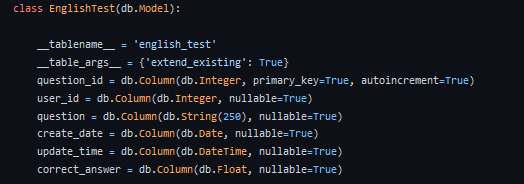 class EnglishTest(db.Model):
__tablename__ = 'english_test'
__table_args__ = {'extend_existing': True}
question_id = db.Column(db.Integer, primary_key=True, autoincrement=True)
user_id = db.Column(db.Integer, nullable=True)
question = db.Column(db.String(250), nullable=True)
create_date = db.Column(db.Date, nullable=True)
update_time = db.Column(db.DateTime, nullable=True)
correct_answer = db.Column(db.Float, nullable=True)